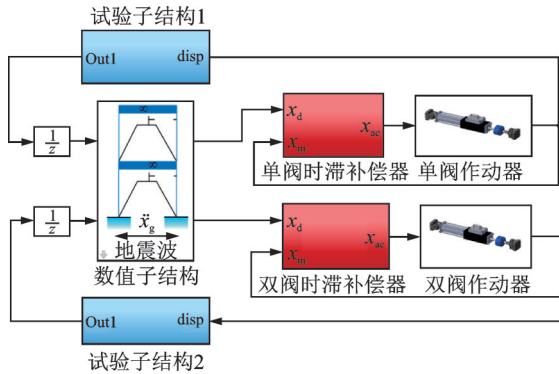 试验子结构1
Out1
disp
1
z
x_d
x_m
x_ac
单阀时滞补偿器
单阀作动器
∞
∞
ẍ_g
地震波
数值子结构
1
z
x_d
x_m
x_ac
双阀时滞补偿器
双阀作动器
Out1
disp
试验子结构2